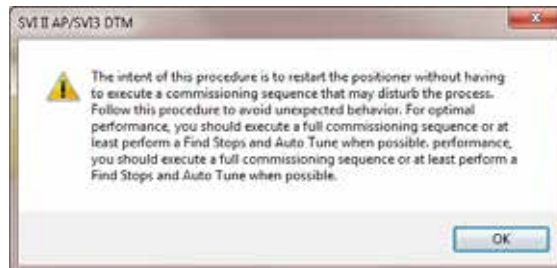 SVI II AP/SVI3 DTM
The intent of this procedure is to restart the positioner without having
to execute a commissioning sequence that may disturb the process.
Follow this procedure to avoid unexpected behavior. For optimal
performance, you should execute a full commissioning sequence or at
least perform a Find Stops and Auto Tune when possible. performance,
you should execute a full commissioning sequence or at least perform a
Find Stops and Auto Tune when possible.
OK